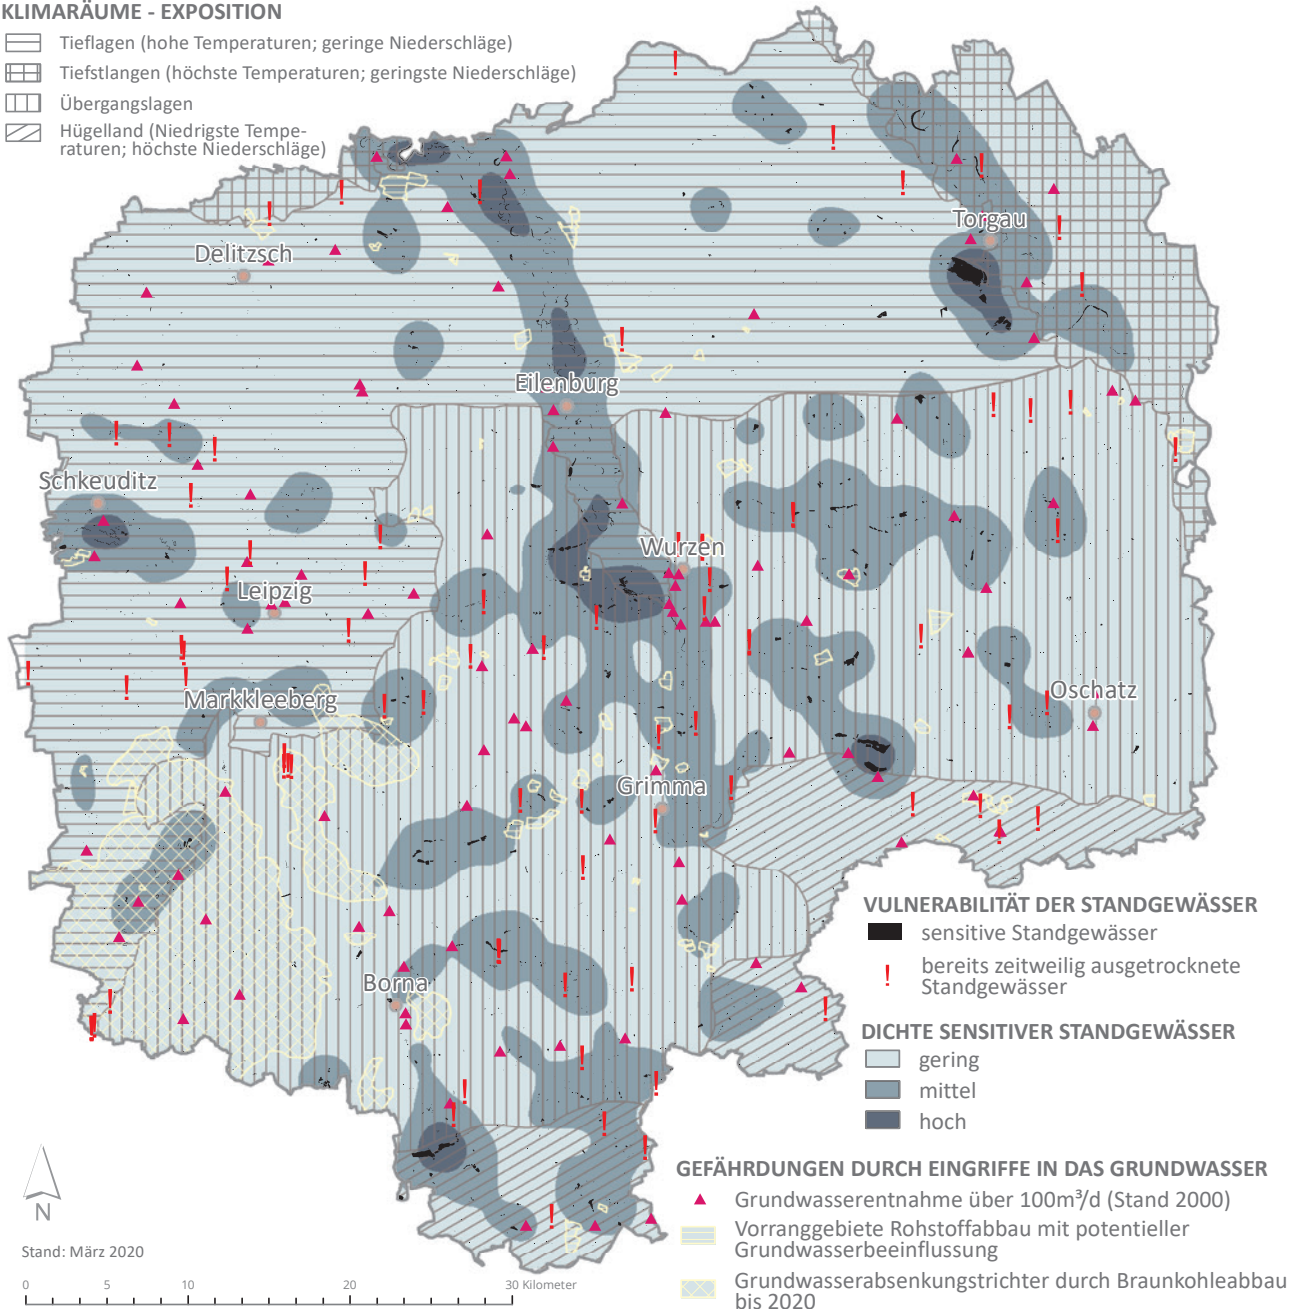 KLIMARÄUME - EXPOSITION
Tieflagen (hohe Temperaturen; geringe Niederschläge)
Tiefstlangen (höchste Temperaturen; geringste Niederschläge)
Übergangslagen
Hügelland (Niedrigste Tempe-
raturen; höchste Niederschläge)
Torgau
Delitzsch
Eilenburg
Schkeuditz
Wurzen
Leipzig
Markkleeberg
Oschatz
Grimma
Borna
VULNERABILITÄT DER STANDGEWÄSSER
sensitive Standgewässer
bereits zeitweilig ausgetrocknete
Standgewässer
DICHTE SENSITIVER STANDGEWÄSSER
gering
mittel
hoch
GEFÄHRDUNGEN DURCH EINGRIFFE IN DAS GRUNDWASSER
Grundwasserentnahme über 100m³/d (Stand 2000)
Vorranggebiete Rohstoffabbau mit potentieller
Grundwasserbeeinflussung
Grundwasserabsenkungstrichter durch Braunkohleabbau
bis 2020
N
Stand: März 2020
0 5 10 20 30 Kilometer